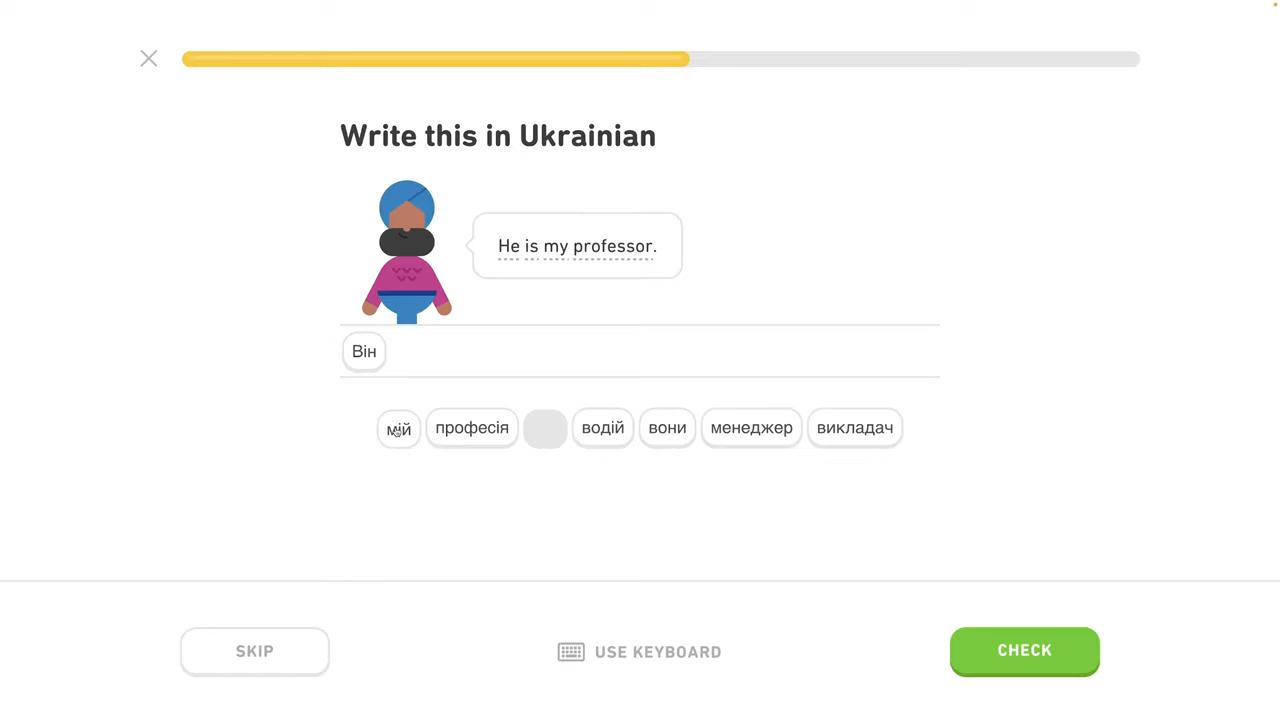 Write this in Ukrainian
He is my professor.
Він
мій професія водій вони менеджер викладач
SKIP USE KEYBOARD CHECK